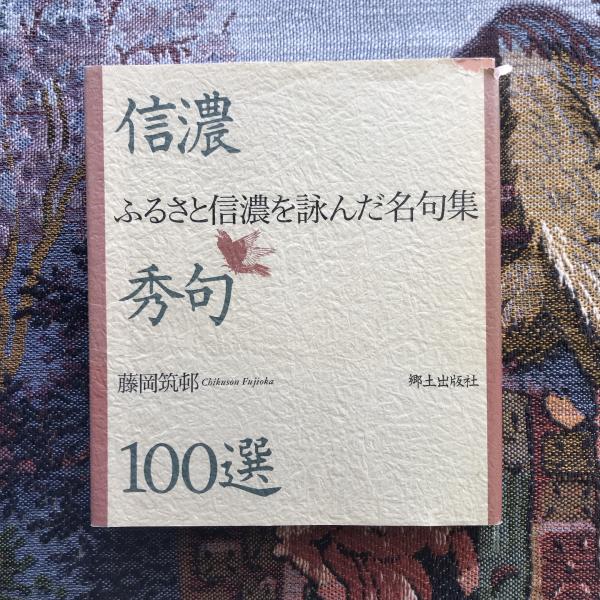 信濃
ふるさと信濃を詠んだ名句集
秀句
藤岡筑邨 Chikuson Fujioka
郷土出版社
100選